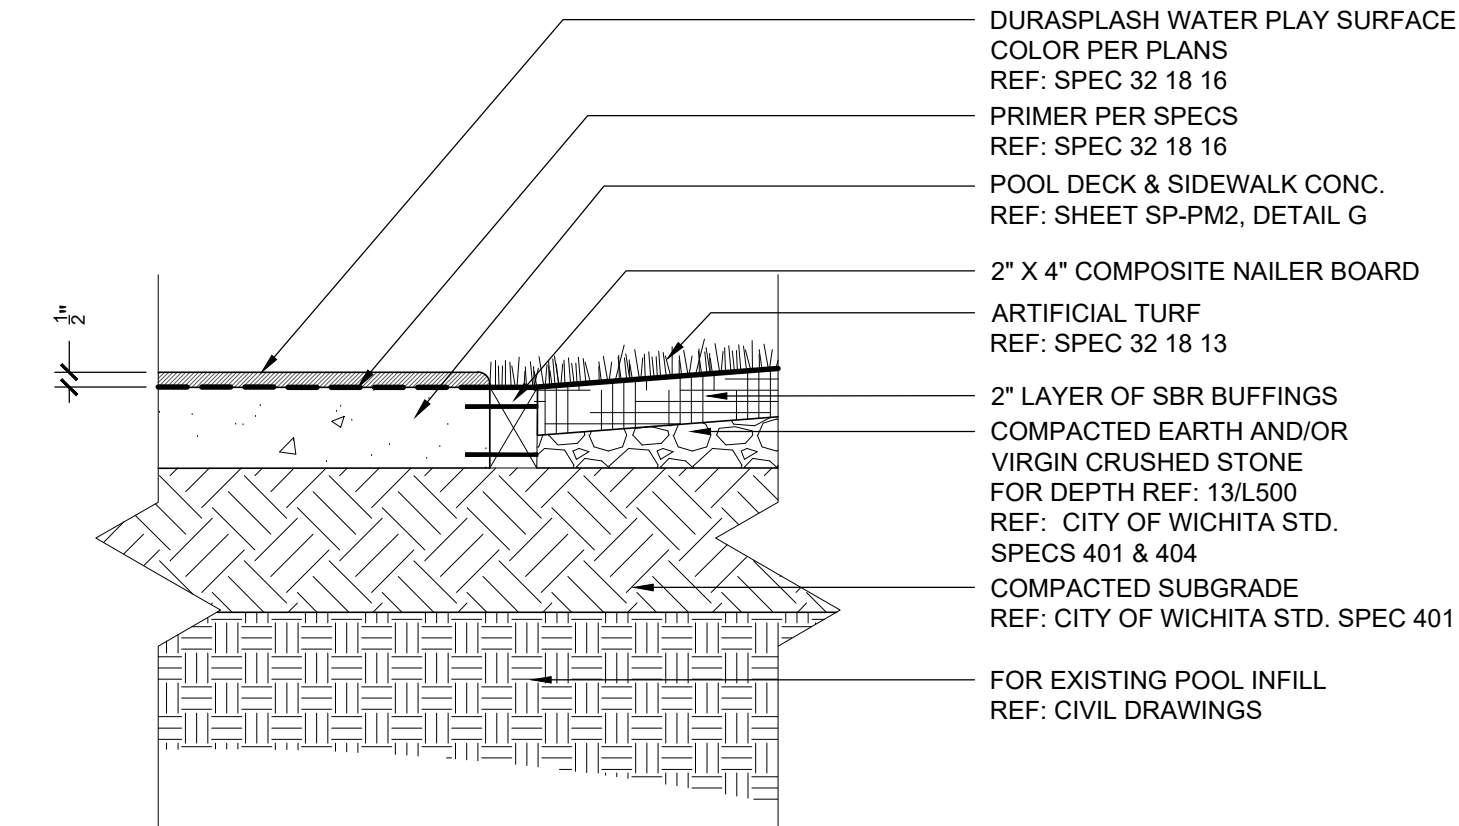 DURASPLASH WATER PLAY SURFACE
COLOR PER PLANS
REF: SPEC 32 18 16
PRIMER PER SPECS
REF: SPEC 32 18 16
POOL DECK & SIDEWALK CONC.
REF: SHEET SP-PM2, DETAIL G
2" X 4" COMPOSITE NAILER BOARD
ARTIFICIAL TURF
REF: SPEC 32 18 13
1/2"
2" LAYER OF SBR BUFFINGS
COMPACTED EARTH AND/OR
VIRGIN CRUSHED STONE
FOR DEPTH REF: 13/L500
REF: CITY OF WICHITA STD.
SPECS 401 & 404
COMPACTED SUBGRADE
REF: CITY OF WICHITA STD. SPEC 401
FOR EXISTING POOL INFILL
REF: CIVIL DRAWINGS